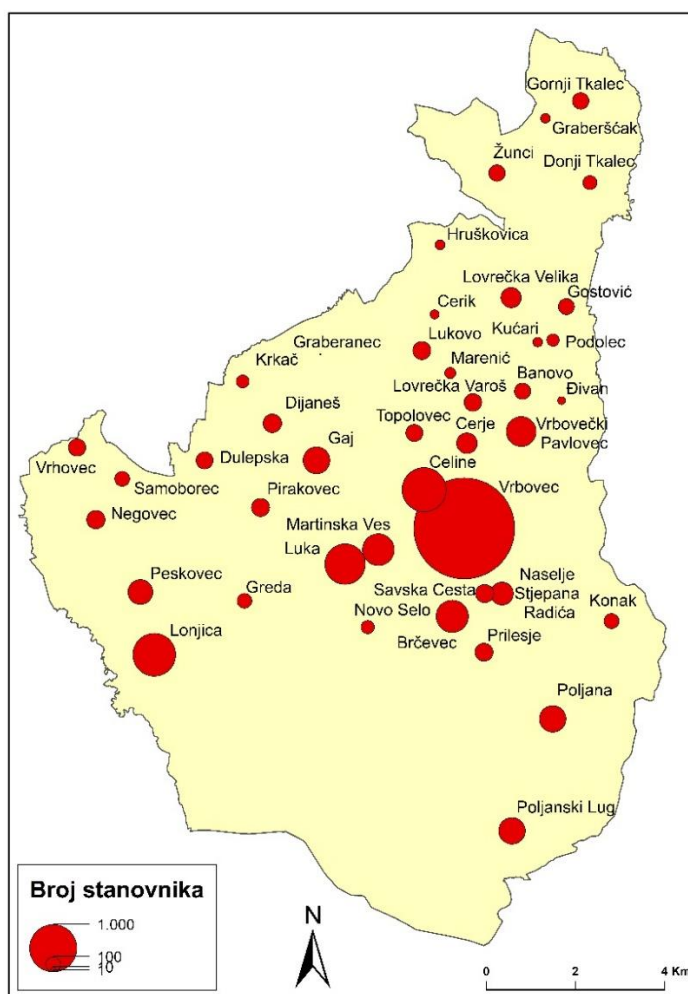 Gornji Tkalec
Graberšćak
Žunci
Donji Tkalec
Hruškovica
Lovrečka Velika
Gostović
Cerik
Kućari
Podolec
Graberanec
Lukovo
Krkač
Marenić
Banovo
Lovrečka Varoš
Đivan
Dijaneš
Topolovec
Cerje
Vrbovečki
Pavlovec
Gaj
Vrhovec
Dulepska
Celine
Samoborec
Pirakovec
Vrbovec
Negovec
Martinska Ves
Luka
Peskovec
Greda
Savska Cesta
Naselje
Stjepana
Radića
Konak
Novo Selo
Brčevec
Prilesje
Lonjica
Poljana
Poljanski Lug
Broj stanovnika
1.000
100
10
N
0 2 4 Km